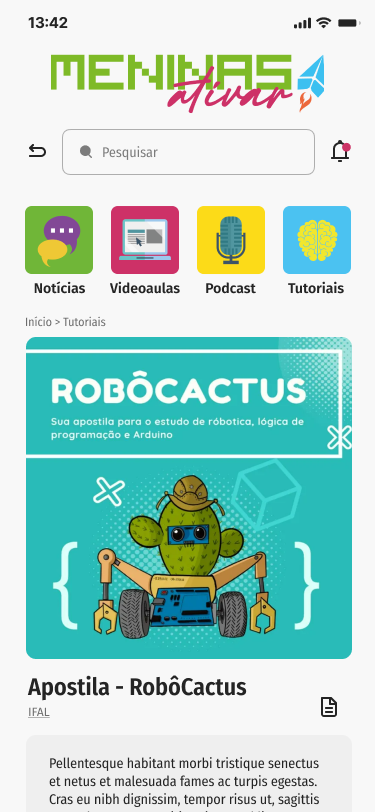 13:42
MENINAS
ativar
Pesquisar
Notícias
Videoaulas
Podcast
Tutoriais
Inicio > Tutoriais
ROBÔCACTUS
Sua apostila para o estudo de róbotica, lógica de
programação e Arduino
{ }
Apostila - RobôCactus
IFAL
Pellentesque habitant morbi tristique senectus
et netus et malesuada fames ac turpis egestas.
Cras eu nibh dignissim, tempor risus ut, sagittis